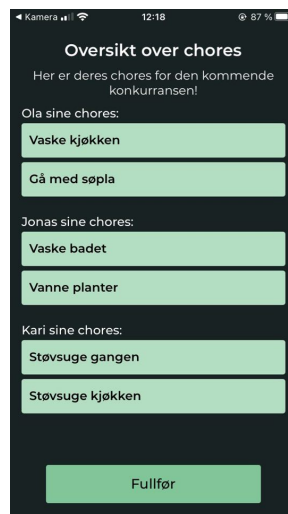 Kamera 12:18 87 %
Oversikt over chores
Her er deres chores for den kommende
konkurransen!
Ola sine chores:
Vaske kjøkken
Gå med søpla
Jonas sine chores:
Vaske badet
Vanne planter
Kari sine chores:
Støvsuge gangen
Støvsuge kjøkken
Fullfør